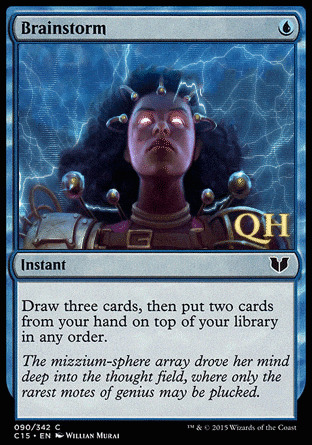 Brainstorm
QH
Instant
Draw three cards, then put two cards
from your hand on top of your library
in any order.
The mizzium-sphere array drove her mind
deep into the thought field, where only the
rarest motes of genius may be plucked.
090/342 C
C15 • EN Willian Murai
™ & © 2015 Wizards of the Coast